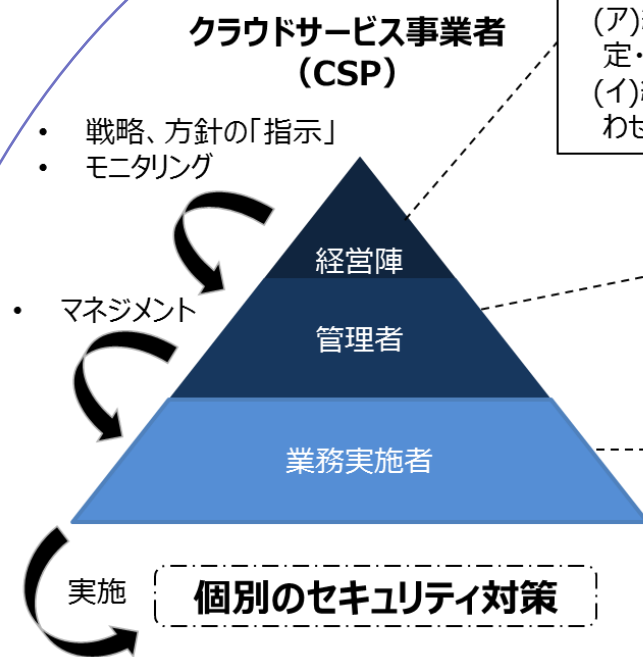 クラウドサービス事業者
（CSP）
(ア)
定・
(イ)
わせ
• 戦略、方針の「指示」
• モニタリング
経営陣
• マネジメント
管理者
業務実施者
実施
個別のセキュリティ対策